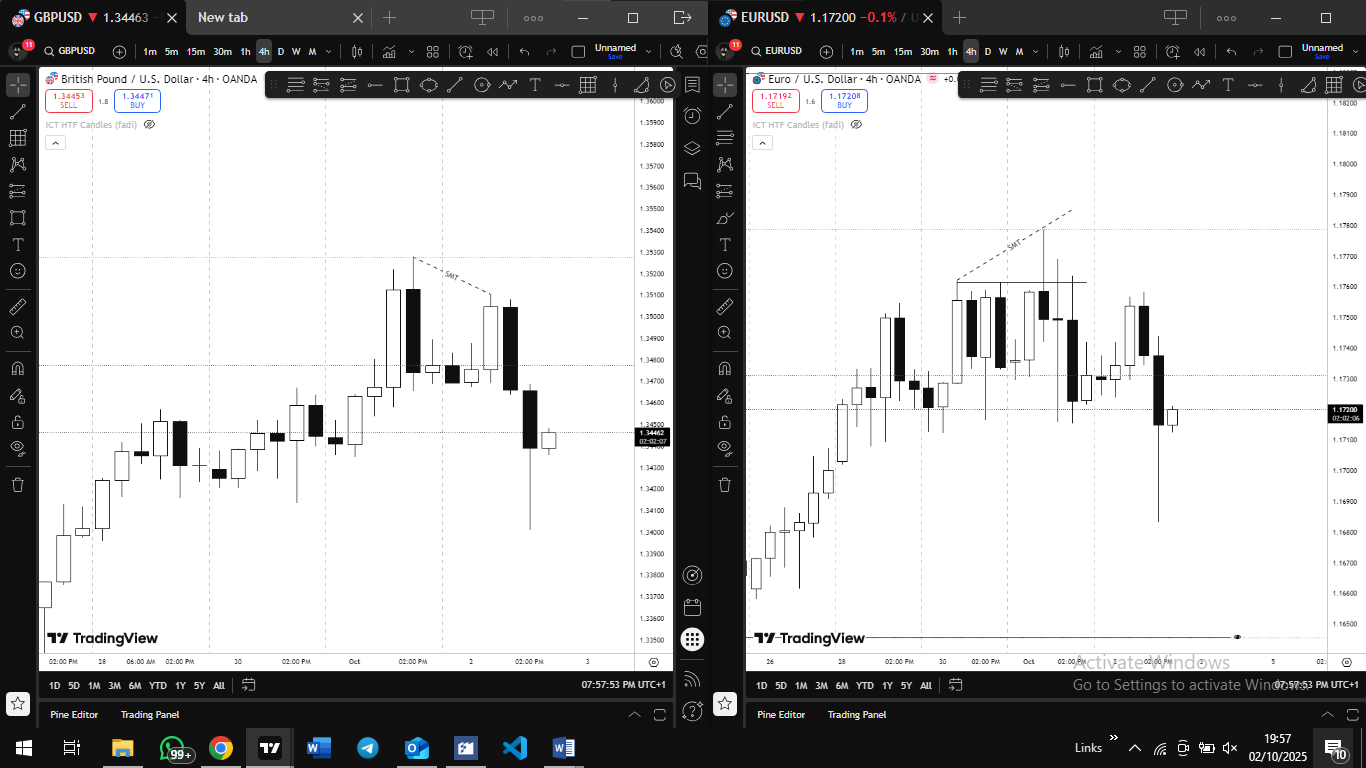 GBPUSD ▼ 1.34463
New tab
EURUSD ▼ 1.17200 −0.1% / U
11
GBPUSD
1m 5m 15m 30m 1h 4h D W M
Unnamed
Save
11
EURUSD
1m 5m 15m 30m 1h 4h D W M
Unnamed
Save
British Pound / U.S. Dollar · 4h · OANDA
1.34453
SELL
1.8
1.34471
BUY
ICT HTF Candles (fadi)
SMT
1.36000
1.35900
1.35800
1.35700
1.35600
1.35500
1.35400
1.35300
1.35200
1.35100
1.35000
1.34900
1.34800
1.34700
1.34600
1.34500
1.34462
02:02:07
1.34300
1.34200
1.34100
1.34000
1.33900
1.33800
1.33700
1.33600
1.33500
TradingView
02:00 PM 28 06:00 AM 02:00 PM 30 02:00 PM Oct 02:00 PM 2 02:00 PM 3
1D 5D 1M 3M 6M YTD 1Y 5Y All
07:57:53 PM UTC+1
Pine Editor Trading Panel
Euro / U.S. Dollar · 4h · OANDA
1.17192
SELL
1.6
1.17208
BUY
ICT HTF Candles (fadi)
SMT
1.18200
1.18100
1.18000
1.17900
1.17800
1.17700
1.17600
1.17500
1.17400
1.17300
1.17200
02:02:06
1.17100
1.17000
1.16900
1.16800
1.16700
1.16600
1.16500
TradingView
26 28 30 02:00 PM Oct 02:00 PM 2 02:00 PM 5 02:
1D 5D 1M 3M 6M YTD 1Y 5Y All
07:57:53 PM UTC+1
Pine Editor Trading Panel
Activate Windows
Go to Settings to activate Windows.
99+
Links
19:57
02/10/2025
10